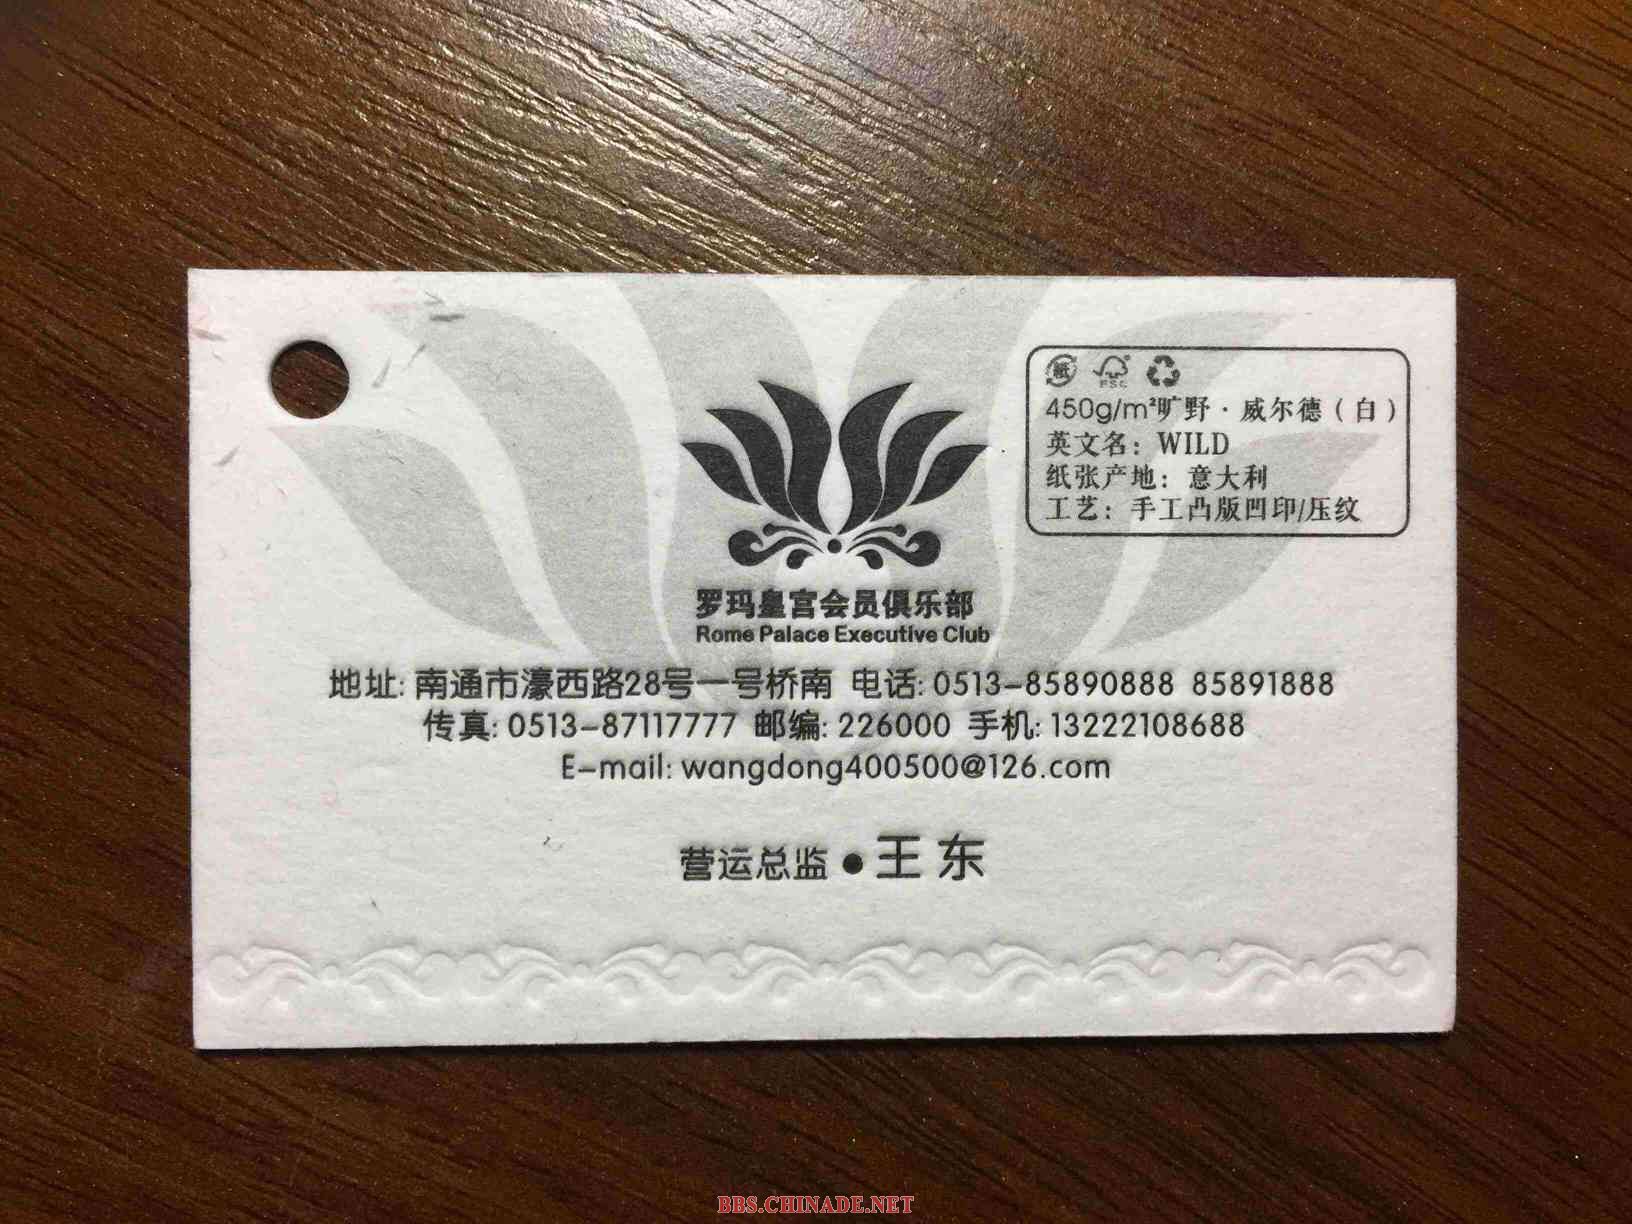 紙
FSC
450g/m²旷野·威尔德(白)
英文名: WILD
纸张产地: 意大利
工艺: 手工凸版凹印/压纹
罗玛皇宫会员俱乐部
Rome Palace Executive Club
地址: 南通市濠西路28号一号桥南 电话: 0513-85890888 85891888
传真: 0513-87117777 邮编: 226000 手机: 13222108688
E-mail: wangdong400500@126.com
营运总监●王东
BBS.CHINADE.NET